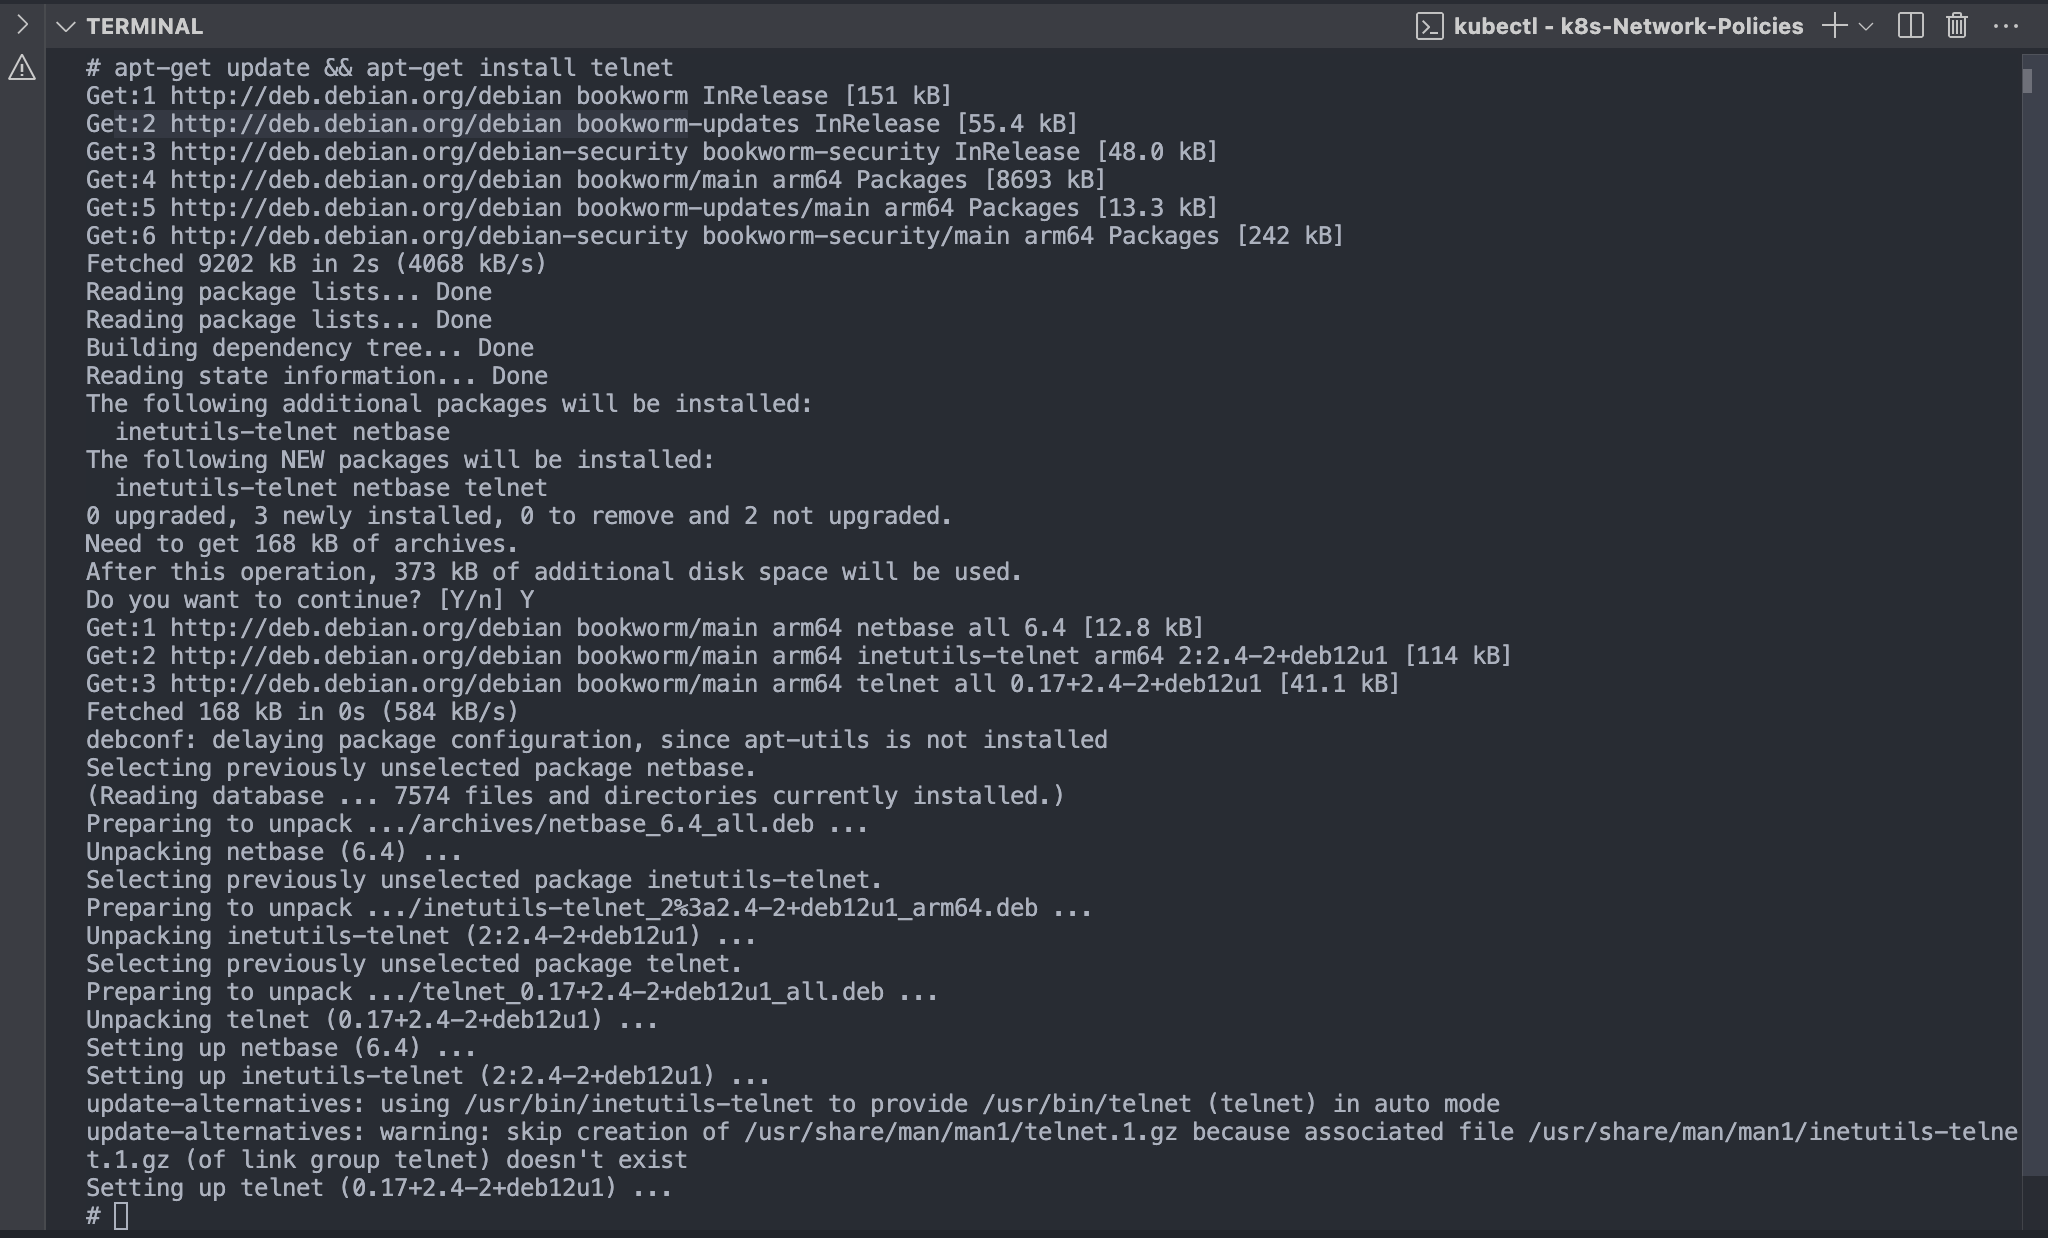 TERMINAL
kubectl - k8s-Network-Policies
# apt-get update && apt-get install telnet
Get:1 http://deb.debian.org/debian bookworm InRelease [151 kB]
Get:2 http://deb.debian.org/debian bookworm-updates InRelease [55.4 kB]
Get:3 http://deb.debian.org/debian-security bookworm-security InRelease [48.0 kB]
Get:4 http://deb.debian.org/debian bookworm/main arm64 Packages [8693 kB]
Get:5 http://deb.debian.org/debian bookworm-updates/main arm64 Packages [13.3 kB]
Get:6 http://deb.debian.org/debian-security bookworm-security/main arm64 Packages [242 kB]
Fetched 9202 kB in 2s (4068 kB/s)
Reading package lists... Done
Reading package lists... Done
Building dependency tree... Done
Reading state information... Done
The following additional packages will be installed:
  inetutils-telnet netbase
The following NEW packages will be installed:
  inetutils-telnet netbase telnet
0 upgraded, 3 newly installed, 0 to remove and 2 not upgraded.
Need to get 168 kB of archives.
After this operation, 373 kB of additional disk space will be used.
Do you want to continue? [Y/n] Y
Get:1 http://deb.debian.org/debian bookworm/main arm64 netbase all 6.4 [12.8 kB]
Get:2 http://deb.debian.org/debian bookworm/main arm64 inetutils-telnet arm64 2:2.4-2+deb12u1 [114 kB]
Get:3 http://deb.debian.org/debian bookworm/main arm64 telnet all 0.17+2.4-2+deb12u1 [41.1 kB]
Fetched 168 kB in 0s (584 kB/s)
debconf: delaying package configuration, since apt-utils is not installed
Selecting previously unselected package netbase.
(Reading database ... 7574 files and directories currently installed.)
Preparing to unpack .../archives/netbase_6.4_all.deb ...
Unpacking netbase (6.4) ...
Selecting previously unselected package inetutils-telnet.
Preparing to unpack .../inetutils-telnet_2%3a2.4-2+deb12u1_arm64.deb ...
Unpacking inetutils-telnet (2:2.4-2+deb12u1) ...
Selecting previously unselected package telnet.
Preparing to unpack .../telnet_0.17+2.4-2+deb12u1_all.deb ...
Unpacking telnet (0.17+2.4-2+deb12u1) ...
Setting up netbase (6.4) ...
Setting up inetutils-telnet (2:2.4-2+deb12u1) ...
update-alternatives: using /usr/bin/inetutils-telnet to provide /usr/bin/telnet (telnet) in auto mode
update-alternatives: warning: skip creation of /usr/share/man/man1/telnet.1.gz because associated file /usr/share/man/man1/inetutils-telne
t.1.gz (of link group telnet) doesn't exist
Setting up telnet (0.17+2.4-2+deb12u1) ...
#